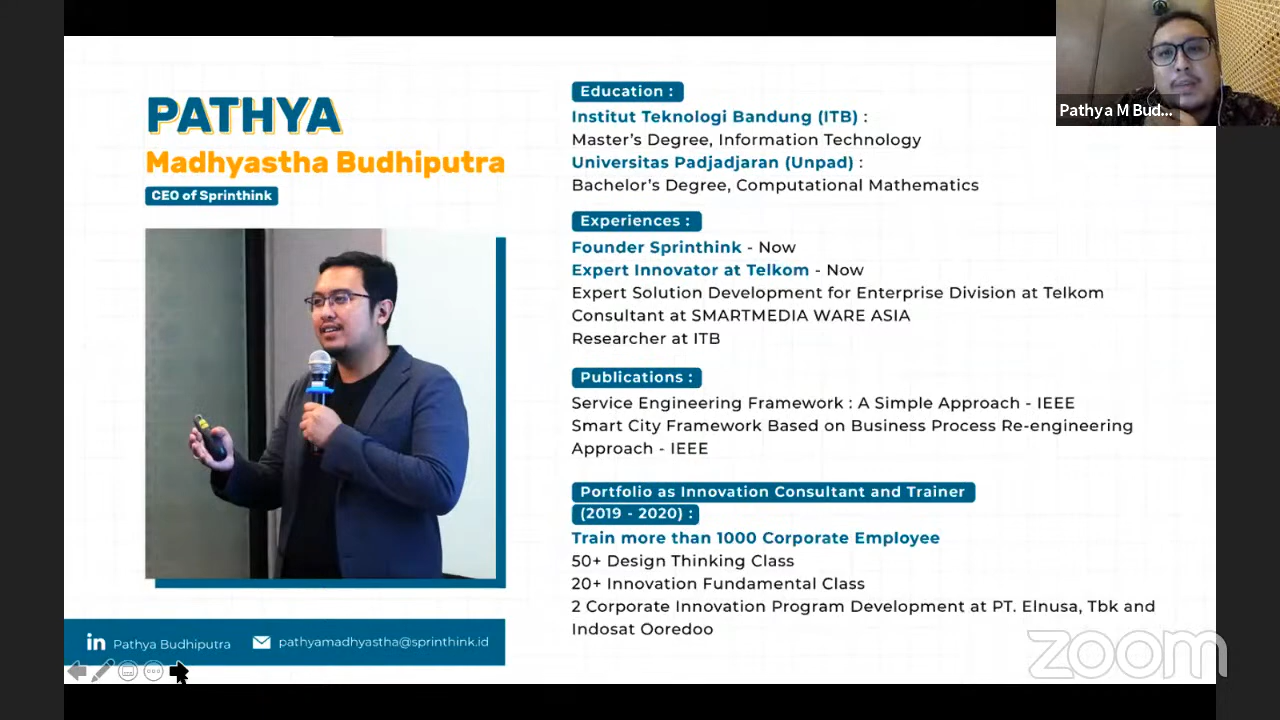 PATHYA
Madhyastha Budhiputra
CEO of Sprinthink
Pathya Budhiputra
pathyamadhyastha@sprinthink.id
Education :
Institut Teknologi Bandung (ITB) :
Master's Degree, Information Technology
Universitas Padjadjaran (Unpad) :
Bachelor's Degree, Computational Mathematics
Experiences :
Founder Sprinthink - Now
Expert Innovator at Telkom - Now
Expert Solution Development for Enterprise Division at Telkom
Consultant at SMARTMEDIA WARE ASIA
Researcher at ITB
Publications :
Service Engineering Framework : A Simple Approach - IEEE
Smart City Framework Based on Business Process Re-engineering
Approach - IEEE
Portfolio as Innovation Consultant and Trainer
(2019 - 2020) :
Train more than 1000 Corporate Employee
50+ Design Thinking Class
20+ Innovation Fundamental Class
2 Corporate Innovation Program Development at PT. Elnusa, Tbk and
Indosat Ooredoo
Pathya M Bud...
zoom